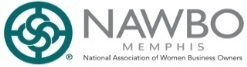 NAWBO
MEMPHIS
® National Association of Women Business Owners